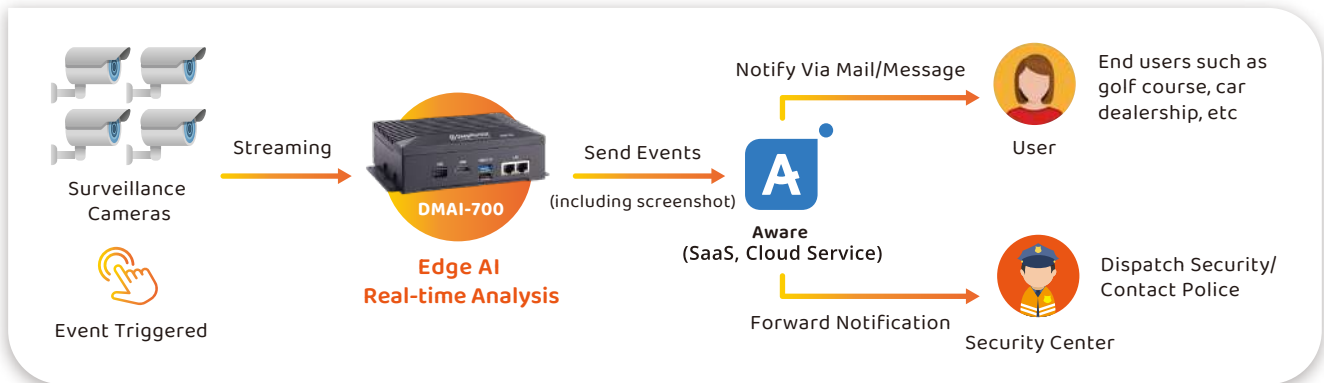 Surveillance
Cameras
Event Triggered
Streaming
DMAI-700
Edge AI
Real-time Analysis
Send Events
(including screenshot)
A
Aware
(SaaS, Cloud Service)
Notify Via Mail/Message
User
End users such as
golf course, car
dealership, etc
Forward Notification
Security Center
Dispatch Security/
Contact Police